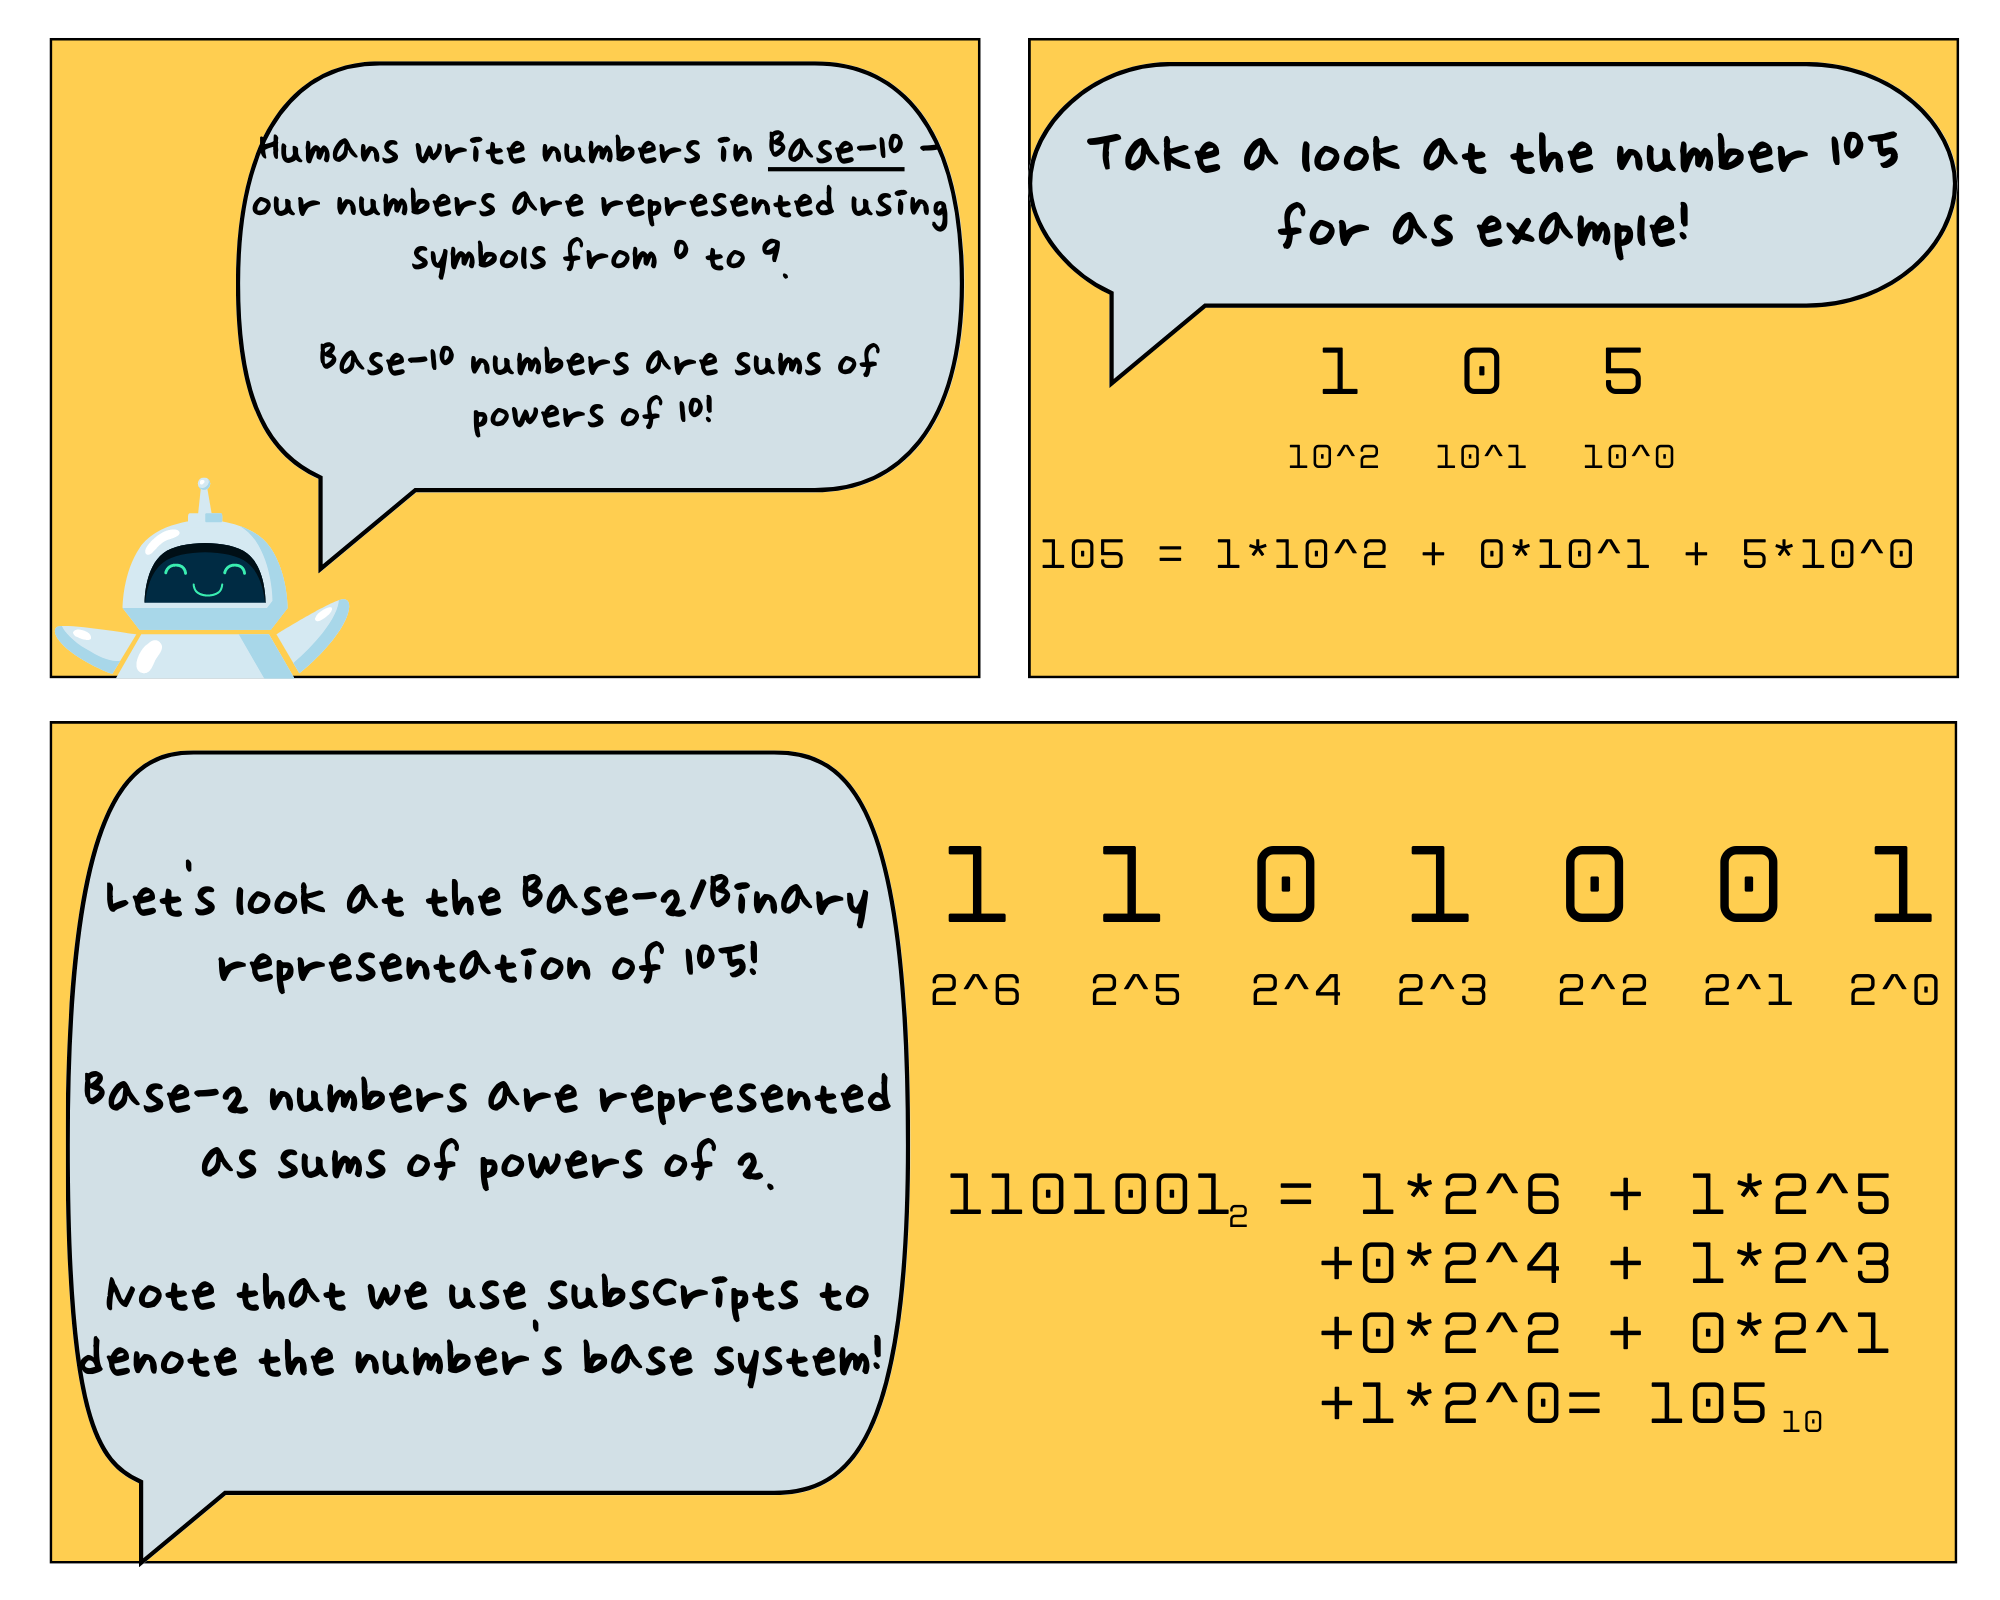 Humans write numbers in Base-10 -
our numbers are represented using
symbols from 0 to 9.
Base-10 numbers are sums of
powers of 10!
Take a look at the number 105
for as example!
1 0 5
10^2 10^1 10^0
105 = 1*10^2 + 0*10^1 + 5*10^0
Let's look at the Base-2/Binary
representation of 105!
Base-2 numbers are represented
as sums of powers of 2.
Note that we use subscripts to
denote the number's base system!
1 1 0 1 0 0 1
2^6 2^5 2^4 2^3 2^2 2^1 2^0
1101001₂ = 1*2^6 + 1*2^5
+0*2^4 + 1*2^3
+0*2^2 + 0*2^1
+1*2^0= 105₁₀